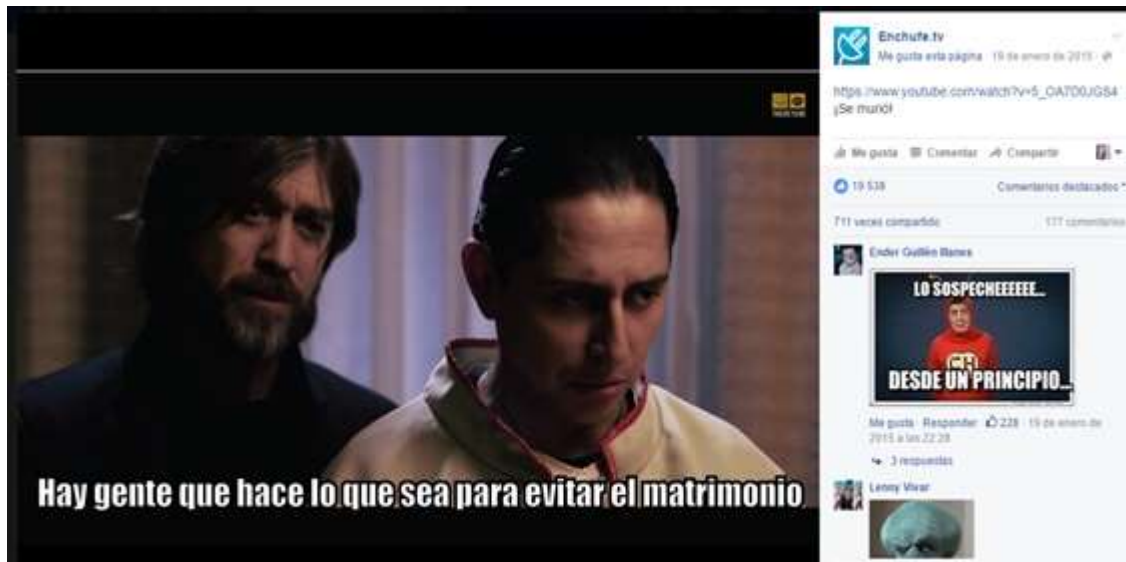 Hay gente que hace lo que sea para evitar el matrimonio
Enchufe.tv
Me gusta esta página · 19 de enero de 2015 ·
https://www.youtube.com/watch?v=5_OA7D0JGS4
¡Se murió!
Me gusta Comentar Compartir
19 538 Comentarios destacados
711 veces compartido 177 comentarios
Ender Guillén Illanes
LO SOSPECHEEEEEE...
CH
DESDE UN PRINCIPIO...
Me gusta · Responder · 228 · 19 de enero de
2015 a las 22:28
3 respuestas
Lenny Vivar